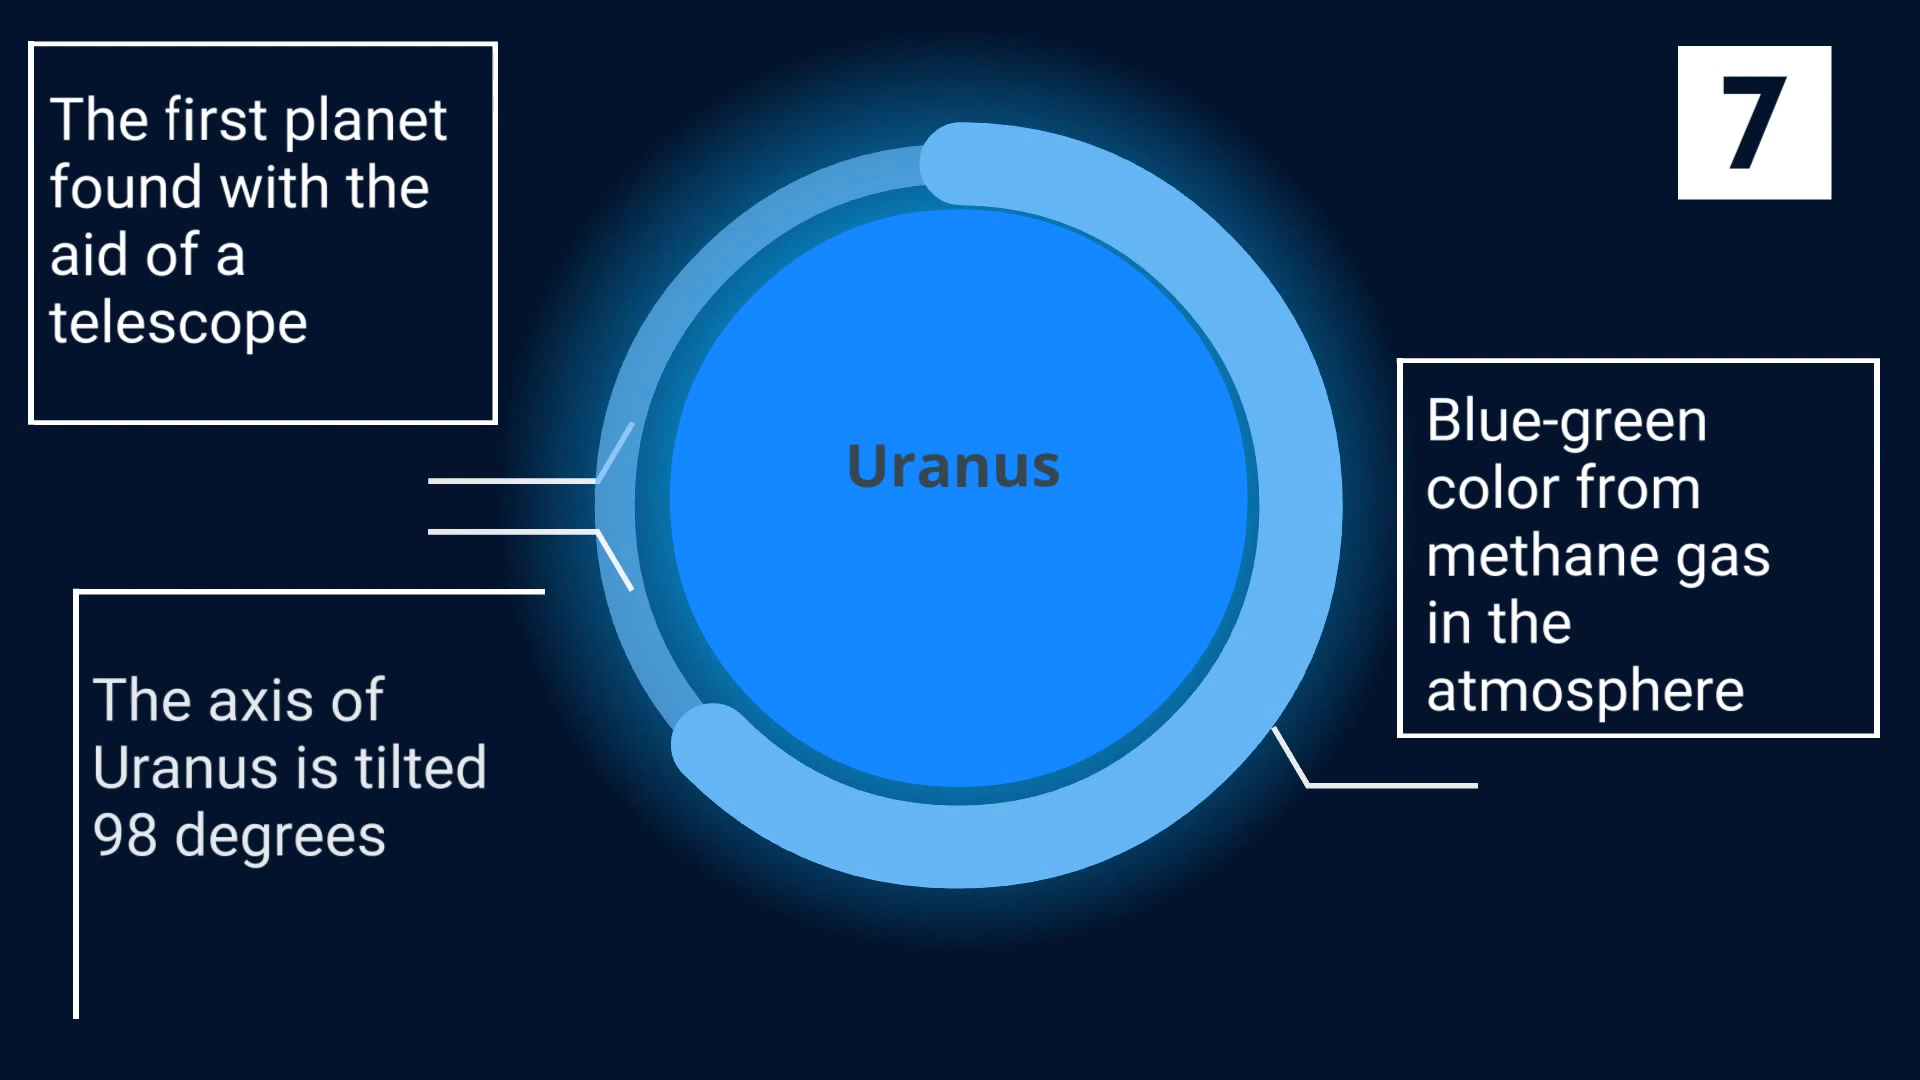 The first planet
found with the
aid of a
telescope
7
Uranus
Blue-green
color from
methane gas
in the
atmosphere
The axis of
Uranus is tilted
98 degrees